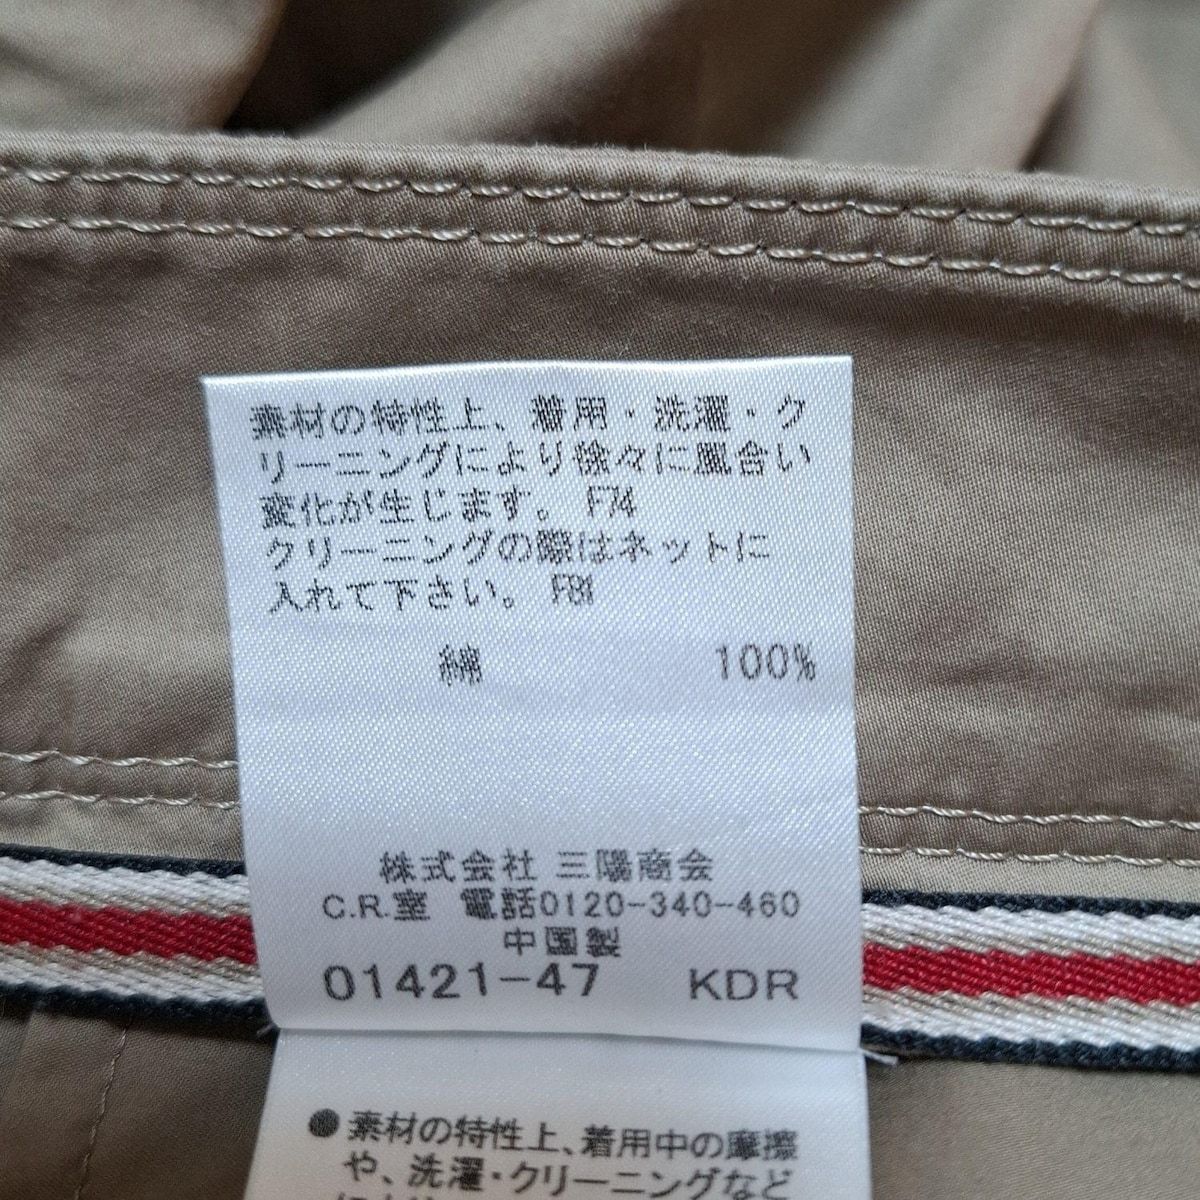 素材の特性上、着用・洗濯・ク
リーニングにより徐々に風合い
変化が生じます。 F74
クリーニングの際はネットに
入れて下さい。 F81
綿 100%
株式会社 三陽商会
C.R.室 電話0120-340-460
中国製
01421-47 KDR
●素材の特性上、着用中の摩擦
や、洗濯・クリーニングなど